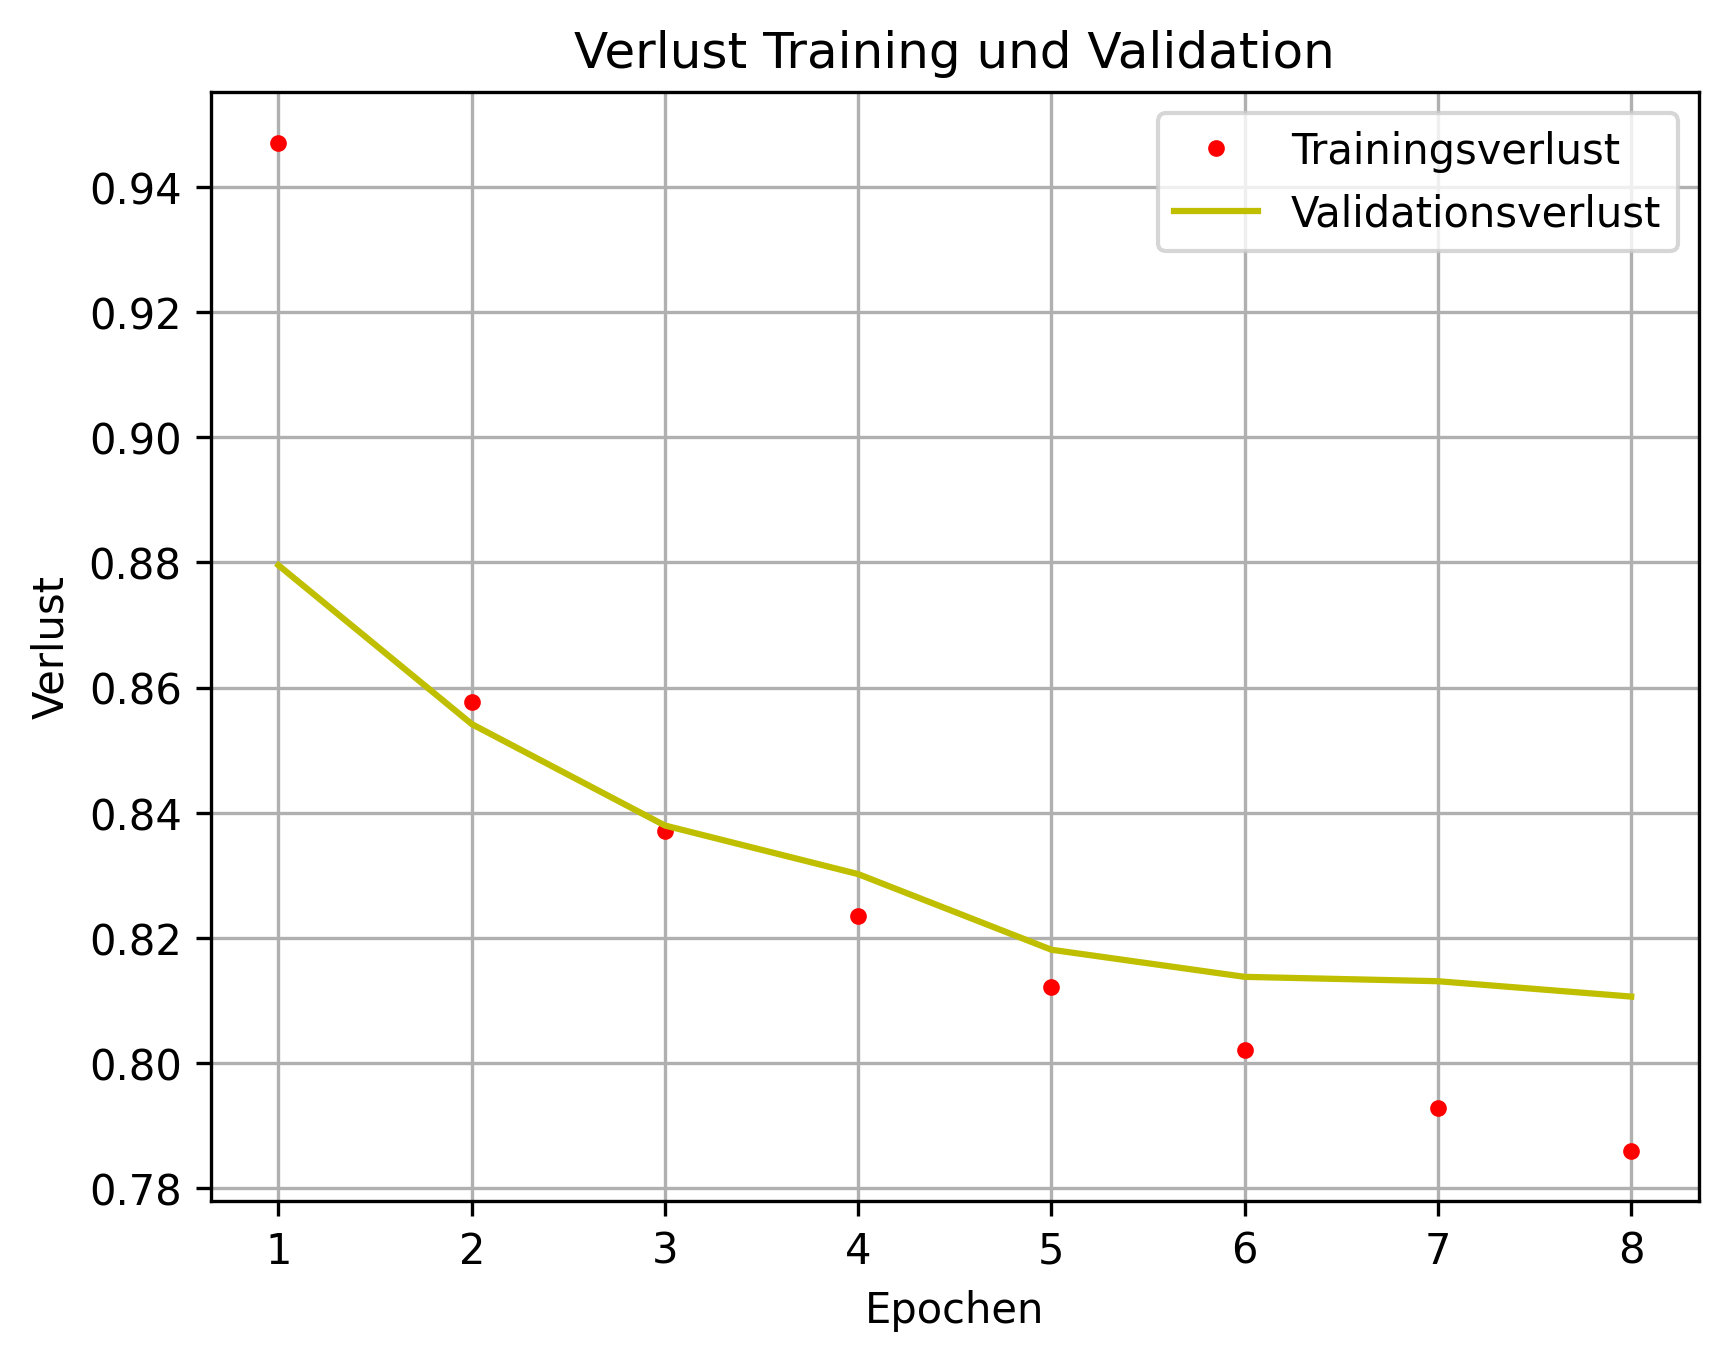 Verlust Training und Validation
Trainingsverlust
Validationsverlust
0.94
0.92
0.90
0.88
0.86
0.84
0.82
0.80
0.78
Verlust
1 2 3 4 5 6 7 8
Epochen